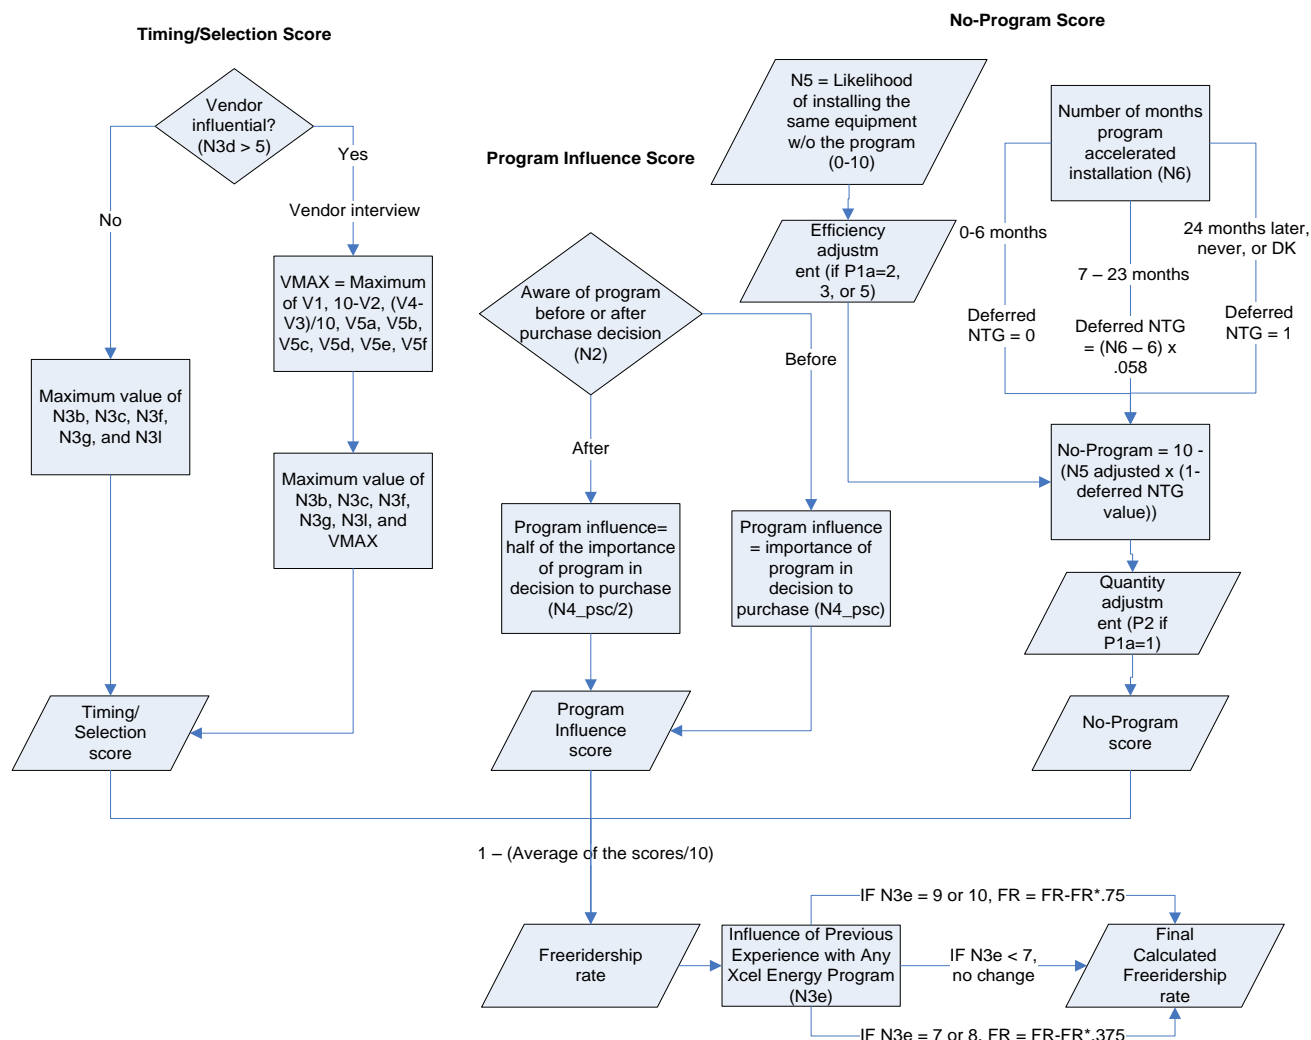 Timing/Selection Score
Vendor
influential?
(N3d > 5)
No
Yes
Vendor interview
VMAX = Maximum
of V1, 10-V2, (V4-
V3)/10, V5a, V5b,
V5c, V5d, V5e, V5f
Maximum value of
N3b, N3c, N3f,
N3g, and N3l
Maximum value of
N3b, N3c, N3f,
N3g, N3l, and
VMAX
Timing/
Selection
score
Program Influence Score
Aware of program
before or after
purchase decision
(N2)
After
Before
Program influence=
half of the importance
of program in
decision to purchase
(N4_psc/2)
Program influence
= importance of
program in
decision to
purchase (N4_psc)
Program
Influence
score
No-Program Score
N5 = Likelihood
of installing the
same equipment
w/o the program
(0-10)
Efficiency
adjustm
ent (if P1a=2,
3, or 5)
Number of months
program
accelerated
installation (N6)
0-6 months
Deferred
NTG = 0
7 – 23 months
Deferred NTG
= (N6 – 6) x
.058
24 months later,
never, or DK
Deferred
NTG = 1
No-Program = 10 -
(N5 adjusted x (1-
deferred NTG
value))
Quantity
adjustm
ent (P2 if
P1a=1)
No-Program
score
1 – (Average of the scores/10)
Freeridership
rate
Influence of Previous
Experience with Any
Xcel Energy Program
(N3e)
IF N3e = 9 or 10, FR = FR-FR*.75
IF N3e < 7,
no change
IF N3e = 7 or 8, FR = FR-FR*.375
Final
Calculated
Freeridership
rate